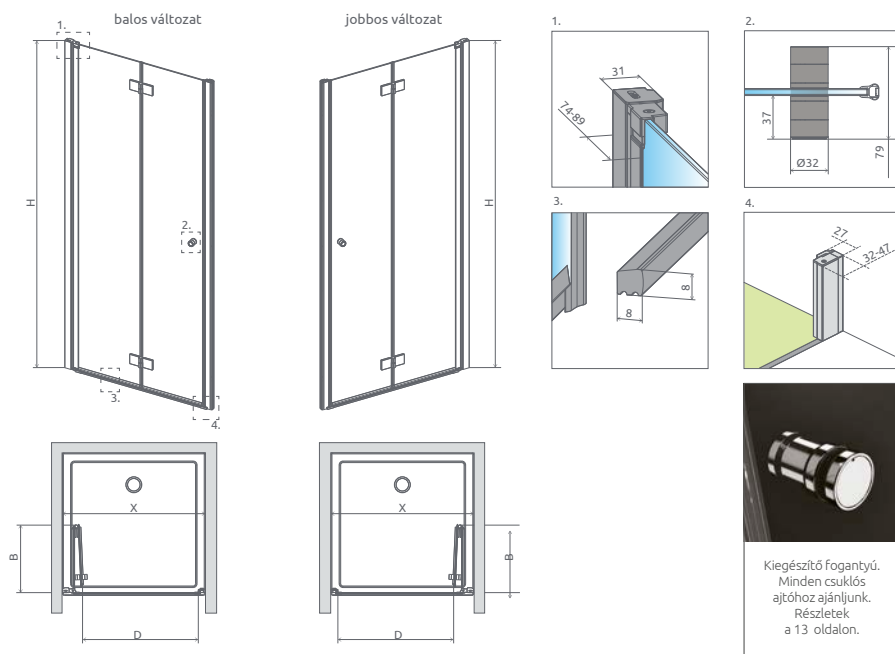 balos változat
jobbos változat
1.
H
2.
3.
4.
H
X
B
D
X
B
D
1.
31
74-89
2.
37
Ø32
79
3.
8
8
4.
27
32-47
Kiegészítő fogantyú.
Minden csuklós
ajtóhoz ajánljunk.
Részletek
a 13 oldalon.